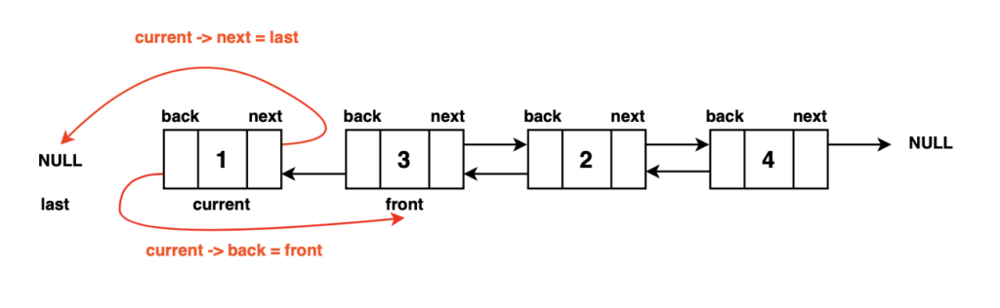 current -> next = last
back next back next back next back next
NULL 1 3 2 4 NULL
last current front
current -> back = front